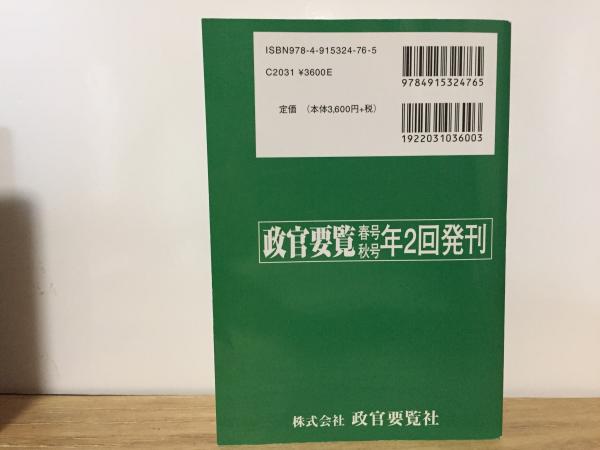 ISBN978-4-915324-76-5
C2031 ¥3600E
定価 (本体3,600円+税)
9784915324765
1922031036003
政官要覧 春号 秋号 年2回発刊
株式会社 政官要覧社